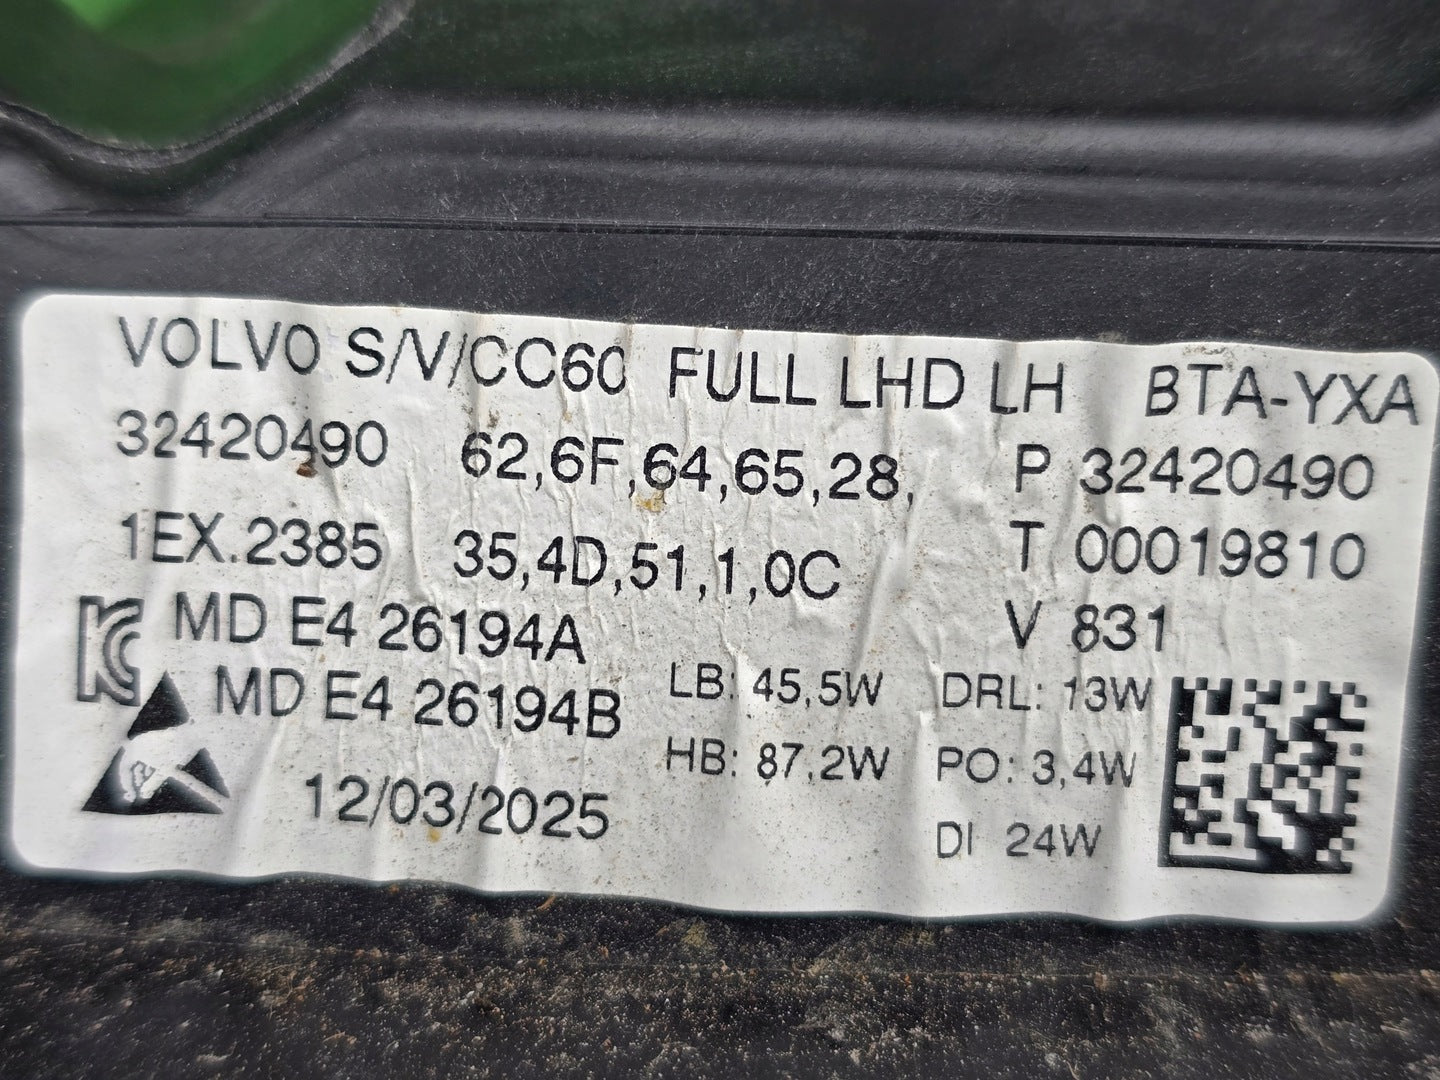 VOLVO S/V/CC60 FULL LHD LH BTA-YXA
32420490 62,6F,64,65,28, P 32420490
1EX.2385 35,4D,51,1,0C T 00019810
MD E4 26194A V 831
MD E4 26194B LB: 45,5W DRL: 13W
HB: 87,2W PO: 3,4W
12/03/2025 DI 24W